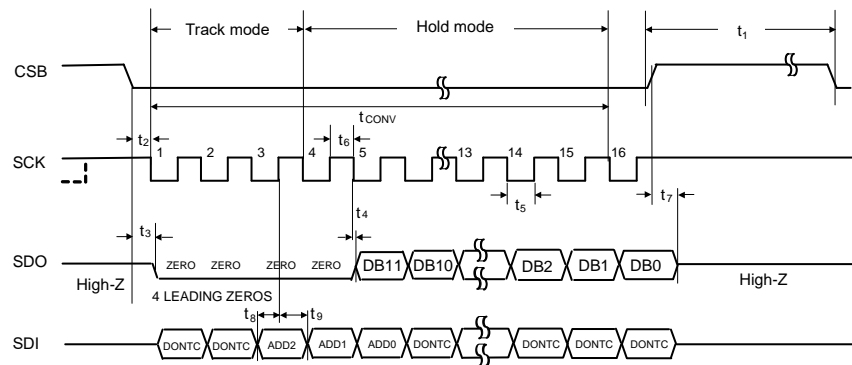 Track mode Hold mode t1
CSB
tCONV
t2 t6
SCK 1 2 3 4 5 13 14 15 16
t5 t7
t3 t4
SDO ZERO ZERO ZERO ZERO DB11 DB10 DB2 DB1 DB0
High-Z High-Z
4 LEADING ZEROS
t8 t9
SDI DONTC DONTC ADD2 ADD1 ADD0 DONTC DONTC DONTC DONTC